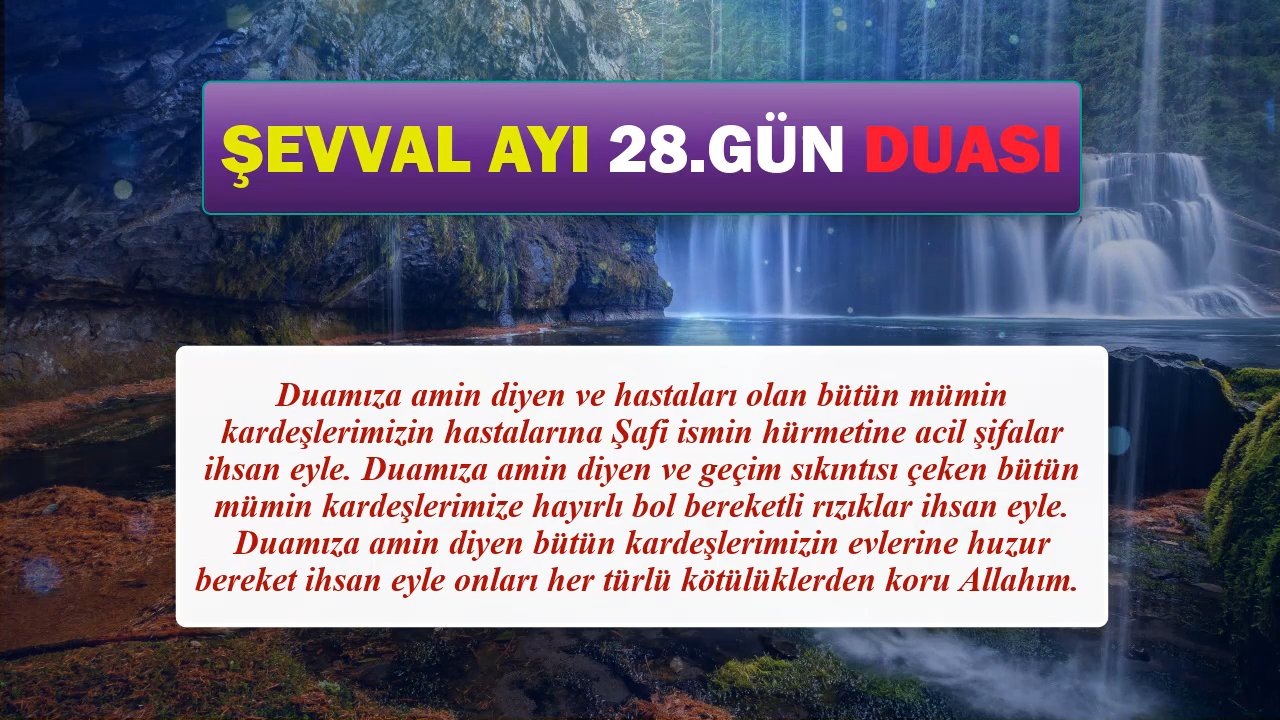 ŞEVVAL AYI 28.GÜN DUASI
Duamıza amin diyen ve hastaları olan bütün mümin
kardeşlerimizin hastalarına Şafi ismin hürmetine acil şifalar
ihsan eyle. Duamıza amin diyen ve geçim sıkıntısı çeken bütün
mümin kardeşlerimize hayırlı bol bereketli rızıklar ihsan eyle.
Duamıza amin diyen bütün kardeşlerimizin evlerine huzur
bereket ihsan eyle onları her türlü kötülüklerden koru Allahım.